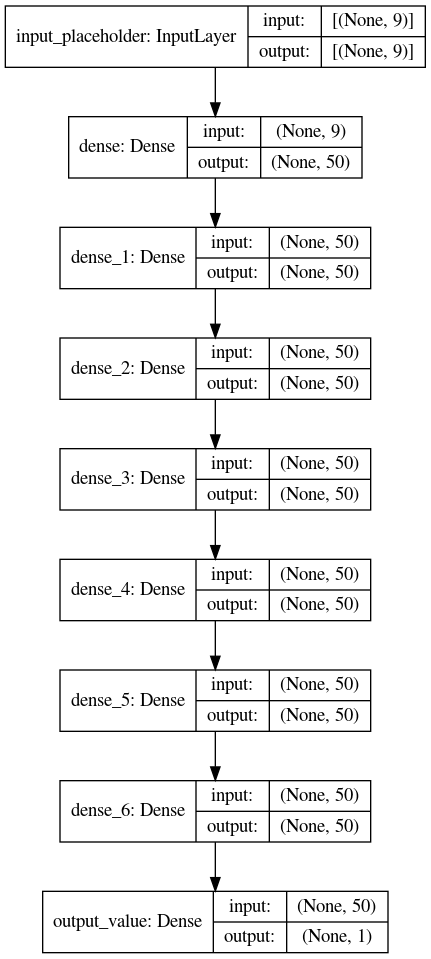 input_placeholder: InputLayer
input: [(None, 9)]
output: [(None, 9)]
dense: Dense
input: (None, 9)
output: (None, 50)
dense_1: Dense
input: (None, 50)
output: (None, 50)
dense_2: Dense
input: (None, 50)
output: (None, 50)
dense_3: Dense
input: (None, 50)
output: (None, 50)
dense_4: Dense
input: (None, 50)
output: (None, 50)
dense_5: Dense
input: (None, 50)
output: (None, 50)
dense_6: Dense
input: (None, 50)
output: (None, 50)
output_value: Dense
input: (None, 50)
output: (None, 1)